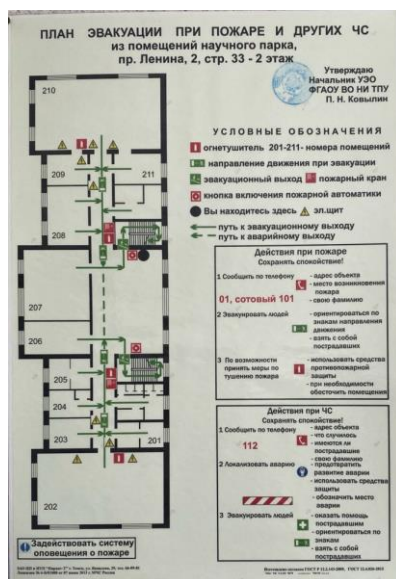 ПЛАН ЭВАКУАЦИИ ПРИ ПОЖАРЕ И ДРУГИХ ЧС
из помещений научного парка,
пр. Ленина, 2, стр. 33 - 2 этаж
Утверждаю
Начальник УЭО
ФГАОУ ВО НИ ТПУ
П. Н. Ковылин
210
209
211
208
207
206
205
204
203
201
202
УСЛОВНЫЕ ОБОЗНАЧЕНИЯ
огнетушитель 201-211- номера помещений
направление движения при эвакуации
эвакуационный выход пожарный кран
кнопка включения пожарной автоматики
Вы находитесь здесь эл.щит
путь к эвакуационному выходу
путь к аварийному выходу
Действия при пожаре
Сохранять спокойствие!
1 Сообщить по телефону
- адрес объекта
- место возникновения
пожара
- свою фамилию
01, сотовый 101
2 Эвакуировать людей
- ориентироваться по
знакам направления
движения
- взять с собой
пострадавших
3 По возможности
принять меры по
тушению пожара
- использовать средства
противопожарной
защиты
- при необходимости
обесточить помещения
Действия при ЧС
Сохранять спокойствие!
1 Сообщить по телефону
- адрес объекта
- что случилось
- имеются ли
пострадавшие
- свою фамилию
112
2 Локализовать аварию
- предотвратить
развитие аварии
- использовать средства
защиты
- обозначить место
аварии
3 Эвакуировать людей
- оказать помощь
пострадавшим
- ориентироваться по
знакам
- взять с собой
пострадавших
Задействовать систему
оповещения о пожаре